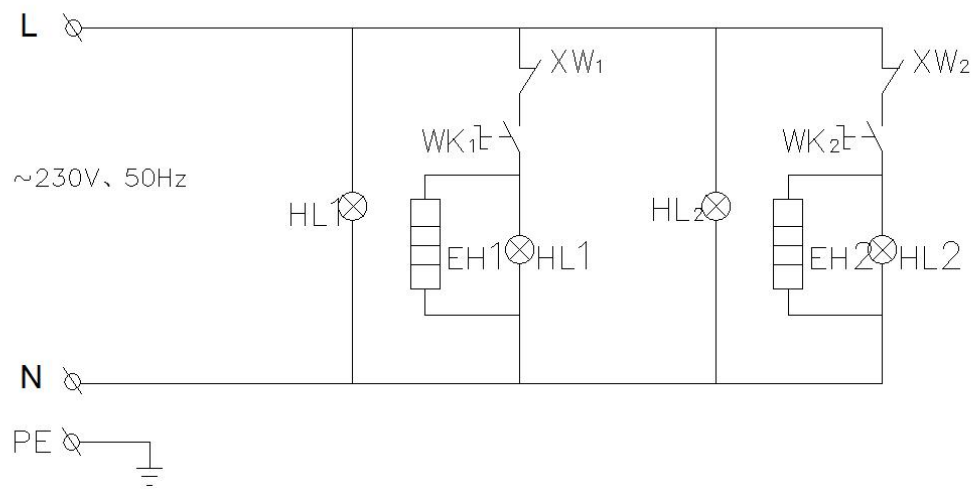 L
XW₁
XW₂
WK₁
WK₂
~230V、50Hz
HL1
HL₂
EH1
HL1
EH2
HL2
N
PE